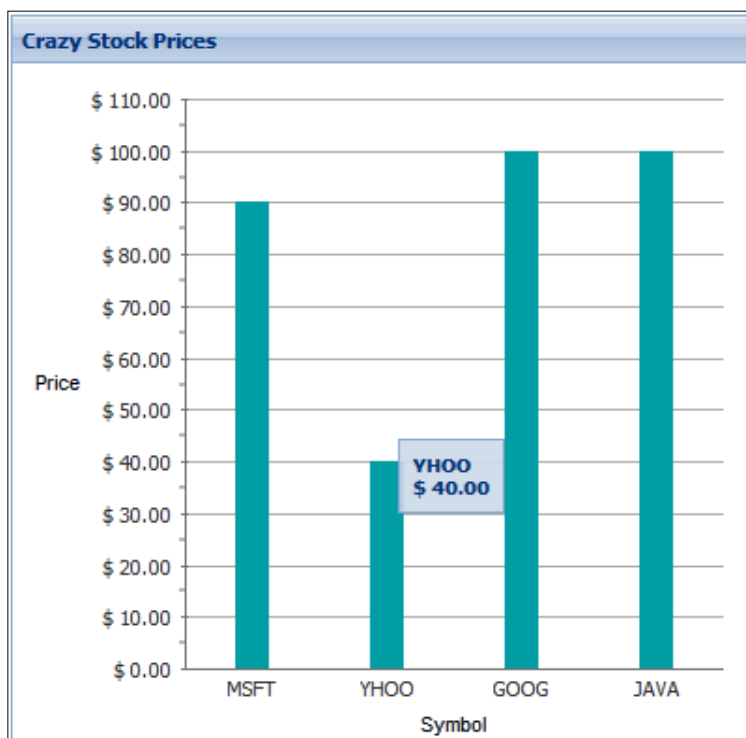 Crazy Stock Prices
$ 110.00
$ 100.00
$ 90.00
$ 80.00
$ 70.00
$ 60.00
Price
$ 50.00
$ 40.00
YHOO
$ 40.00
$ 30.00
$ 20.00
$ 10.00
$ 0.00
MSFT YHOO GOOG JAVA
Symbol